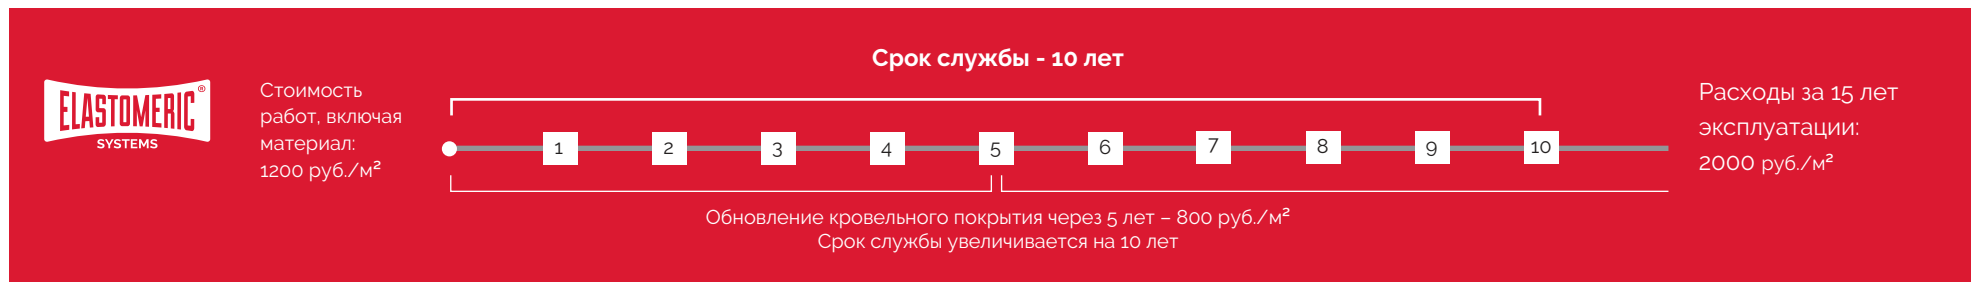 Срок службы - 10 лет
ELASTOMERIC®
SYSTEMS
Стоимость
работ, включая
материал:
1200 руб./м²
1 2 3 4 5 6 7 8 9 10
Обновление кровельного покрытия через 5 лет – 800 руб./м²
Срок службы увеличивается на 10 лет
Расходы за 15 лет
эксплуатации:
2000 руб./м²